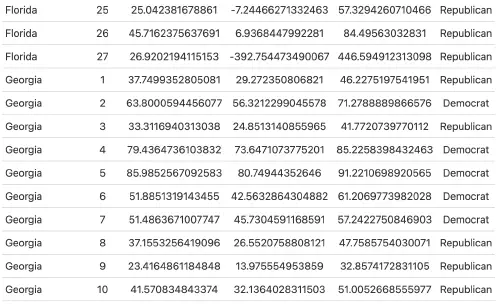 Florida 25 25.042381678861 -7.24466271332463 57.3294260710466 Republican
Florida 26 45.7162375637691 6.9368447992281 84.49563032831 Republican
Florida 27 26.9202194115153 -392.754473490067 446.594912313098 Republican
Georgia 1 37.7499352805081 29.272350806821 46.2275197541951 Republican
Georgia 2 63.8000594456077 56.3212299045578 71.2788889866576 Democrat
Georgia 3 33.3116940313038 24.8513140855965 41.7720739770112 Republican
Georgia 4 79.4364736103832 73.6471073775201 85.2258398432463 Democrat
Georgia 5 85.9852567092583 80.74944352646 91.2210698920565 Democrat
Georgia 6 51.8851319143455 42.5632864304882 61.2069773982028 Democrat
Georgia 7 51.4863671007747 45.7304591168591 57.2422750846903 Democrat
Georgia 8 37.1553256419096 26.5520758808121 47.7585754030071 Republican
Georgia 9 23.4164861184848 13.975554953859 32.8574172831105 Republican
Georgia 10 41.570834843374 32.1364028311503 51.0052668555977 Republican